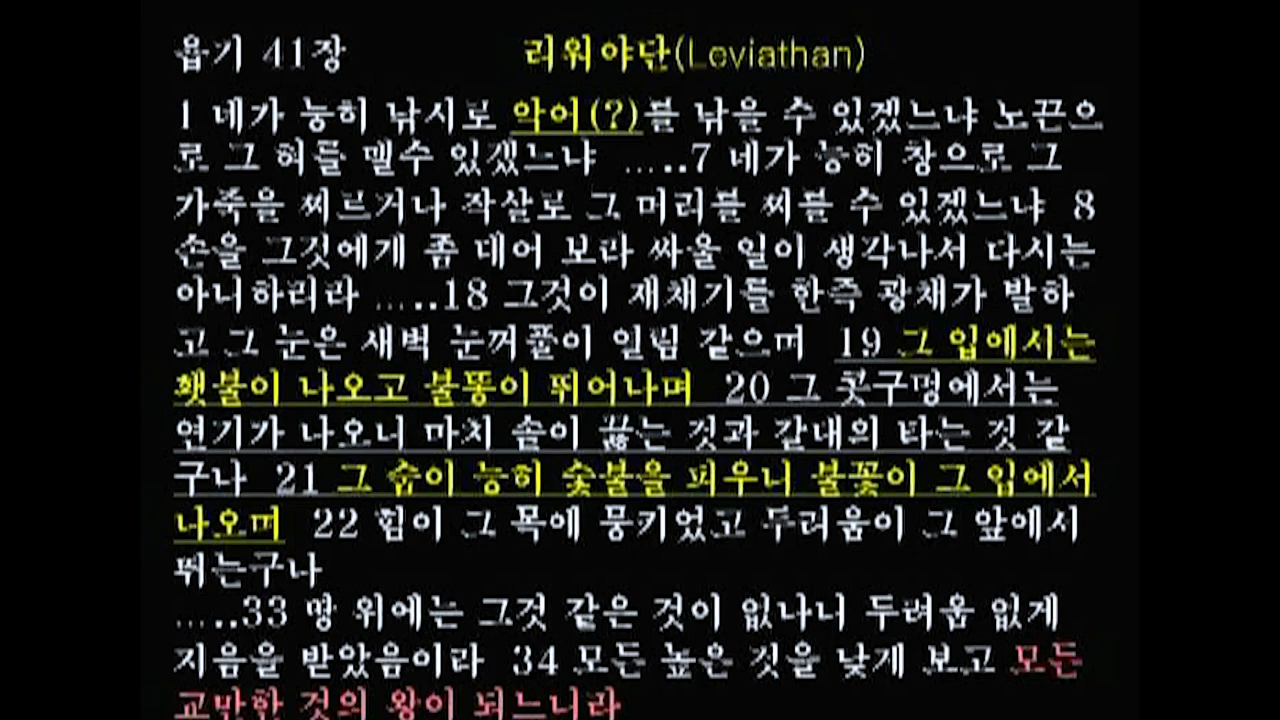 욥기 41장 리워야단(Leviathan)
1 네가 능히 낚시로 악어(?)를 낚을 수 있겠느냐 노끈으
로 그 혀를 맬수 있갰느냐 .....7 네가 능히 창으로 그
가죽을 찌르거나 작살로 그 머리를 찌를 수 있겠느냐 8
손을 그것에게 좀 대어 보라 싸울 일이 생각나서 다시는
아니하리라 .....18 그것이 재채기를 한즉 광채가 발하
고 그 눈은 새벽 눈꺼풀이 일림 같으며 19 그 입에서는
횃불이 나오고 불똥이 뛰어나며 20 그 콧구멍에서는
연기가 나오니 마치 솥이 끓는 것과 갈대의 타는 것 같
구나 21 그 숨이 능히 숯불을 피우니 불꽃이 그 입에서
나오며 22 힘이 그 목에 뭉키었고 두려움이 그 앞에서
뛰는구나
.....33 땅 위에는 그것 같은 것이 없나니 두려움 없게
지음을 받았음이라 34 모든 높은 것을 낮게 보고 모든
교만한 것의 왕이 되느니라